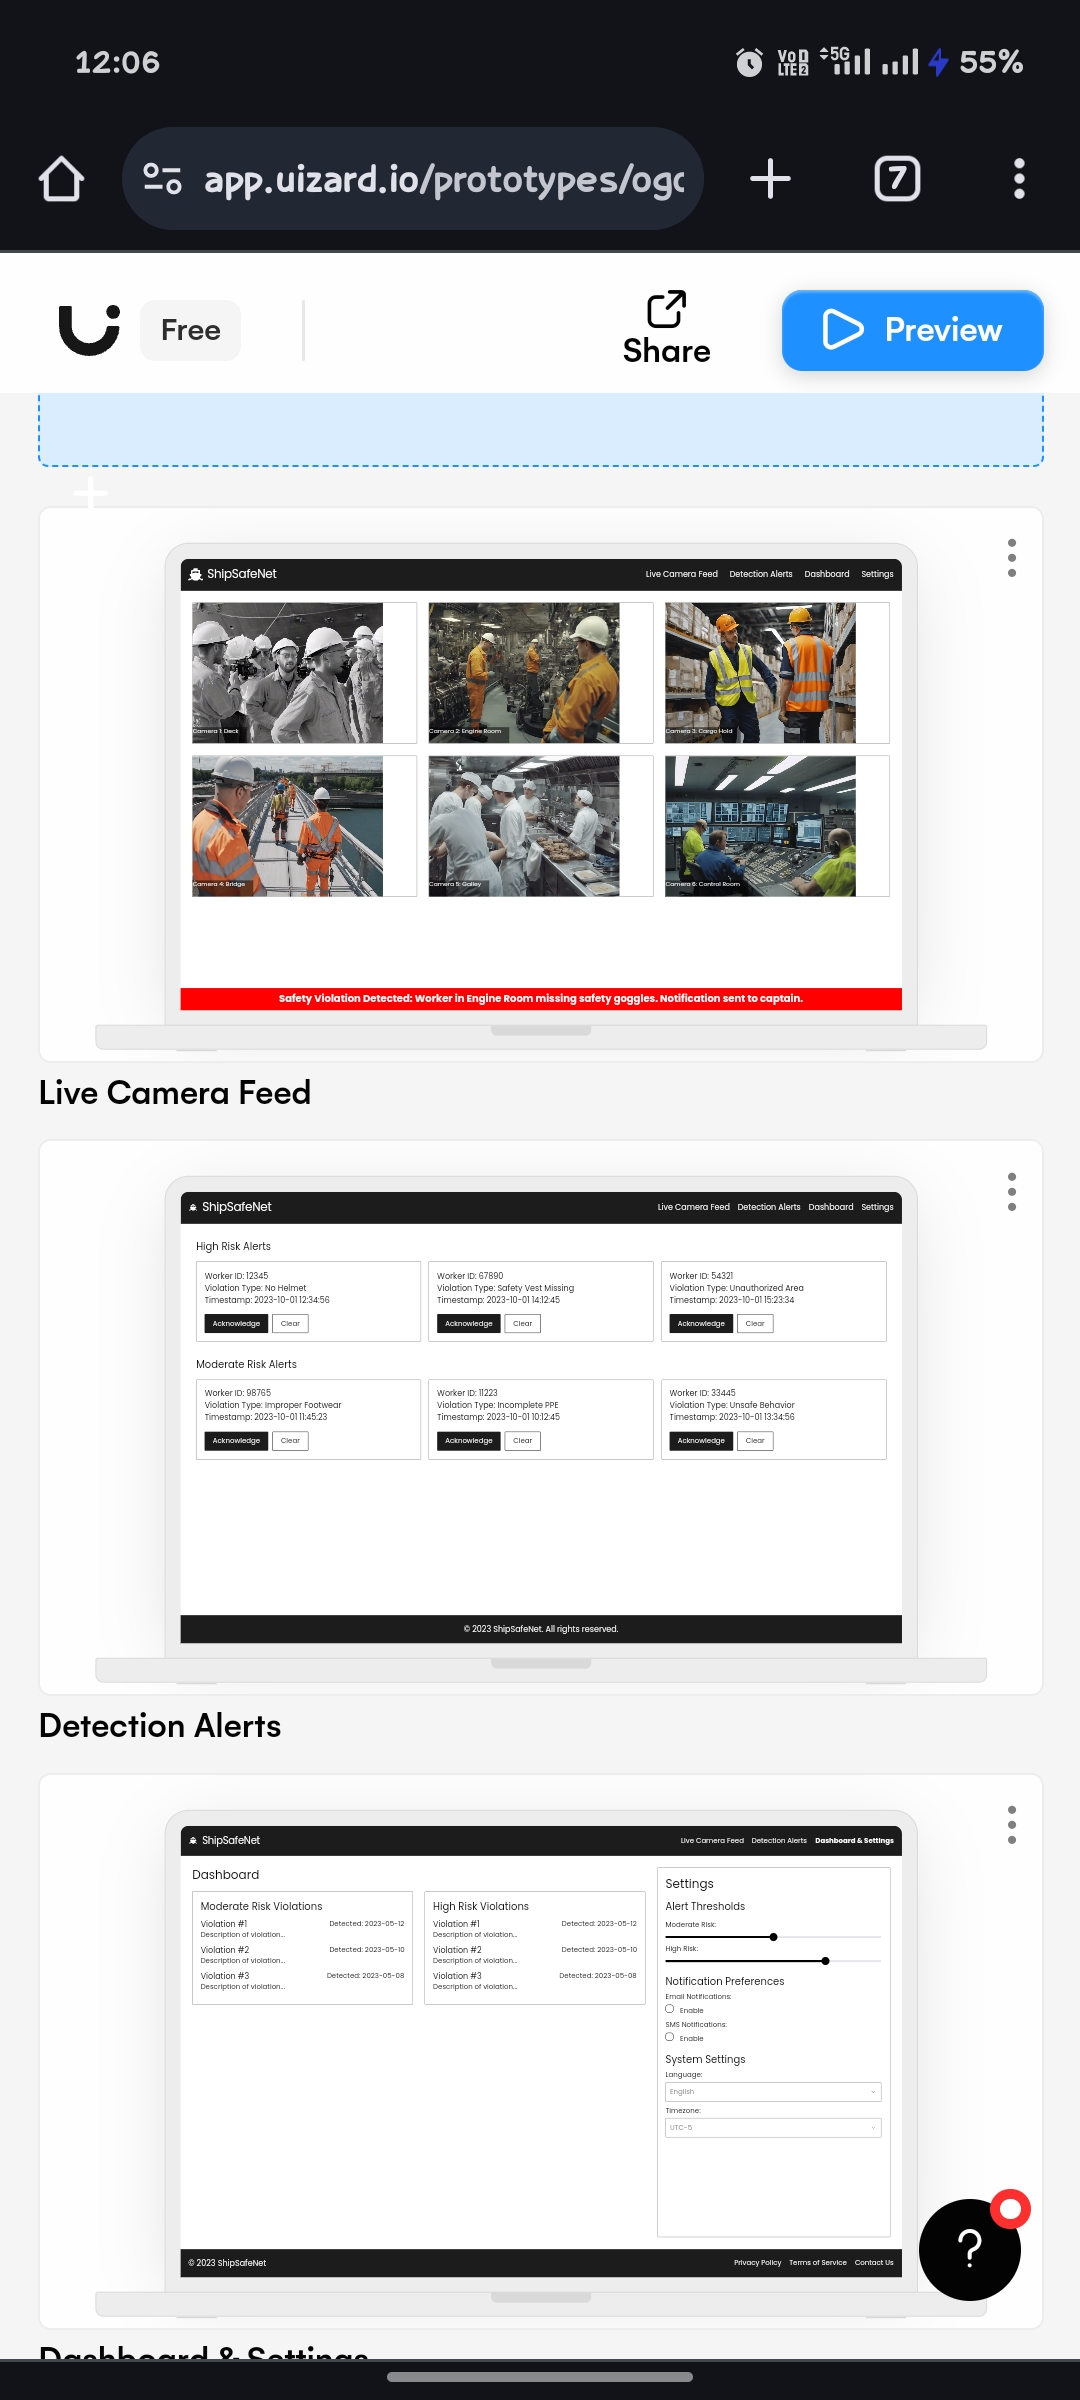 12:06
Vo LTE2 5G 55%
app.uizard.io/prototypes/ogc
7
Free
Share
Preview
ShipSafeNet Live Camera Feed Detection Alerts Dashboard Settings
Camera 1: Deck
Camera 2: Engine Room
Camera 3: Cargo Hold
Camera 4: Bridge
Camera 5: Galley
Camera 6: Control Room
Safety Violation Detected: Worker in Engine Room missing safety goggles. Notification sent to captain.
Live Camera Feed
ShipSafeNet Live Camera Feed Detection Alerts Dashboard Settings
High Risk Alerts
Worker ID: 12345
Violation Type: No Helmet
Timestamp: 2023-10-01 12:34:56
Acknowledge Clear
Worker ID: 67890
Violation Type: Safety Vest Missing
Timestamp: 2023-10-01 14:12:45
Acknowledge Clear
Worker ID: 54321
Violation Type: Unauthorized Area
Timestamp: 2023-10-01 15:23:34
Acknowledge Clear
Moderate Risk Alerts
Worker ID: 98765
Violation Type: Improper Footwear
Timestamp: 2023-10-01 11:45:23
Acknowledge Clear
Worker ID: 11223
Violation Type: Incomplete PPE
Timestamp: 2023-10-01 10:12:45
Acknowledge Clear
Worker ID: 33445
Violation Type: Unsafe Behavior
Timestamp: 2023-10-01 13:34:56
Acknowledge Clear
© 2023 ShipSafeNet. All rights reserved.
Detection Alerts
ShipSafeNet Live Camera Feed Detection Alerts Dashboard & Settings
Dashboard
Moderate Risk Violations
Violation #1 Detected: 2023-05-12
Description of violation...
Violation #2 Detected: 2023-05-10
Description of violation...
Violation #3 Detected: 2023-05-08
Description of violation...
High Risk Violations
Violation #1 Detected: 2023-05-12
Description of violation...
Violation #2 Detected: 2023-05-10
Description of violation...
Violation #3 Detected: 2023-05-08
Description of violation...
Settings
Alert Thresholds
Moderate Risk:
High Risk:
Notification Preferences
Email Notifications:
Enable
SMS Notifications:
Enable
System Settings
Language:
English
Timezone:
UTC-5
?
© 2023 ShipSafeNet Privacy Policy Terms of Service Contact Us
Dashboard & Settings